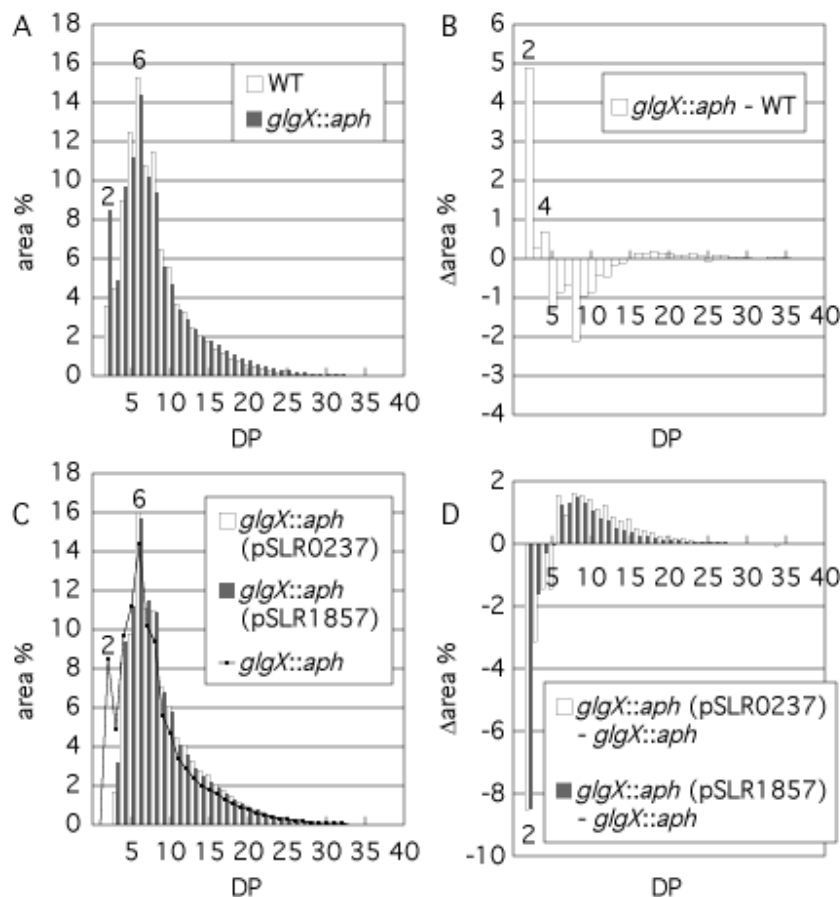 A
18
16
14
12
10
8
6
4
2
0
area %
6
2
WT
glgX::aph
5 10 15 20 25 30 35 40
DP
B
6
5
4
3
2
1
0
-1
-2
-3
-4
Δarea %
2
4
glgX::aph - WT
5 10 15 20 25 30 35 40
DP
C
18
16
14
12
10
8
6
4
2
0
area %
6
2
glgX::aph
(pSLR0237)
glgX::aph
(pSLR1857)
glgX::aph
5 10 15 20 25 30 35 40
DP
D
2
0
-2
-4
-6
-8
-10
Δarea %
5 10 15 20 25 30 35 40
2
glgX::aph (pSLR0237)
- glgX::aph
glgX::aph (pSLR1857)
- glgX::aph
DP